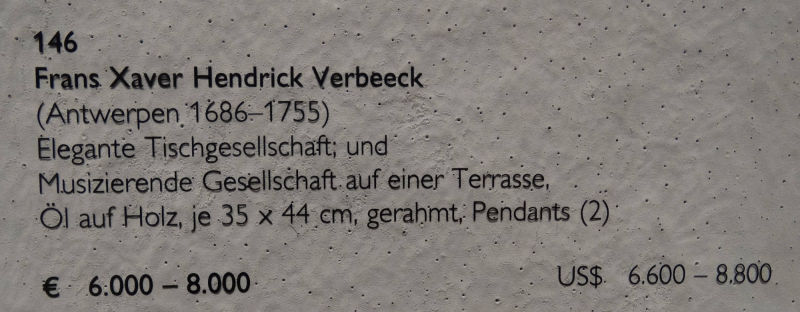 146
Frans Xaver Hendrick Verbeeck
(Antwerpen 1686–1755)
Elegante Tischgesellschaft; und
Musizierende Gesellschaft auf einer Terrasse,
Öl auf Holz, je 35 x 44 cm, gerahmt, Pendants (2)
€ 6.000 – 8.000 US$ 6.600 – 8.800